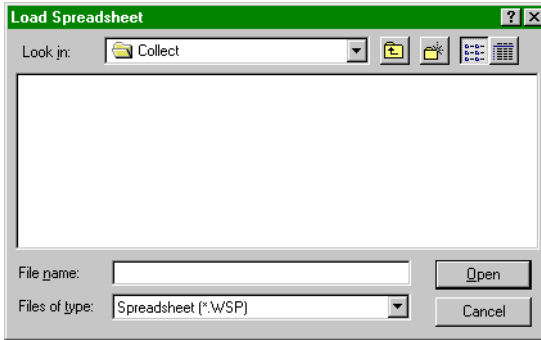 Load Spreadsheet
Look in: Collect
File name:
Open
Files of type: Spreadsheet (*.WSP)
Cancel